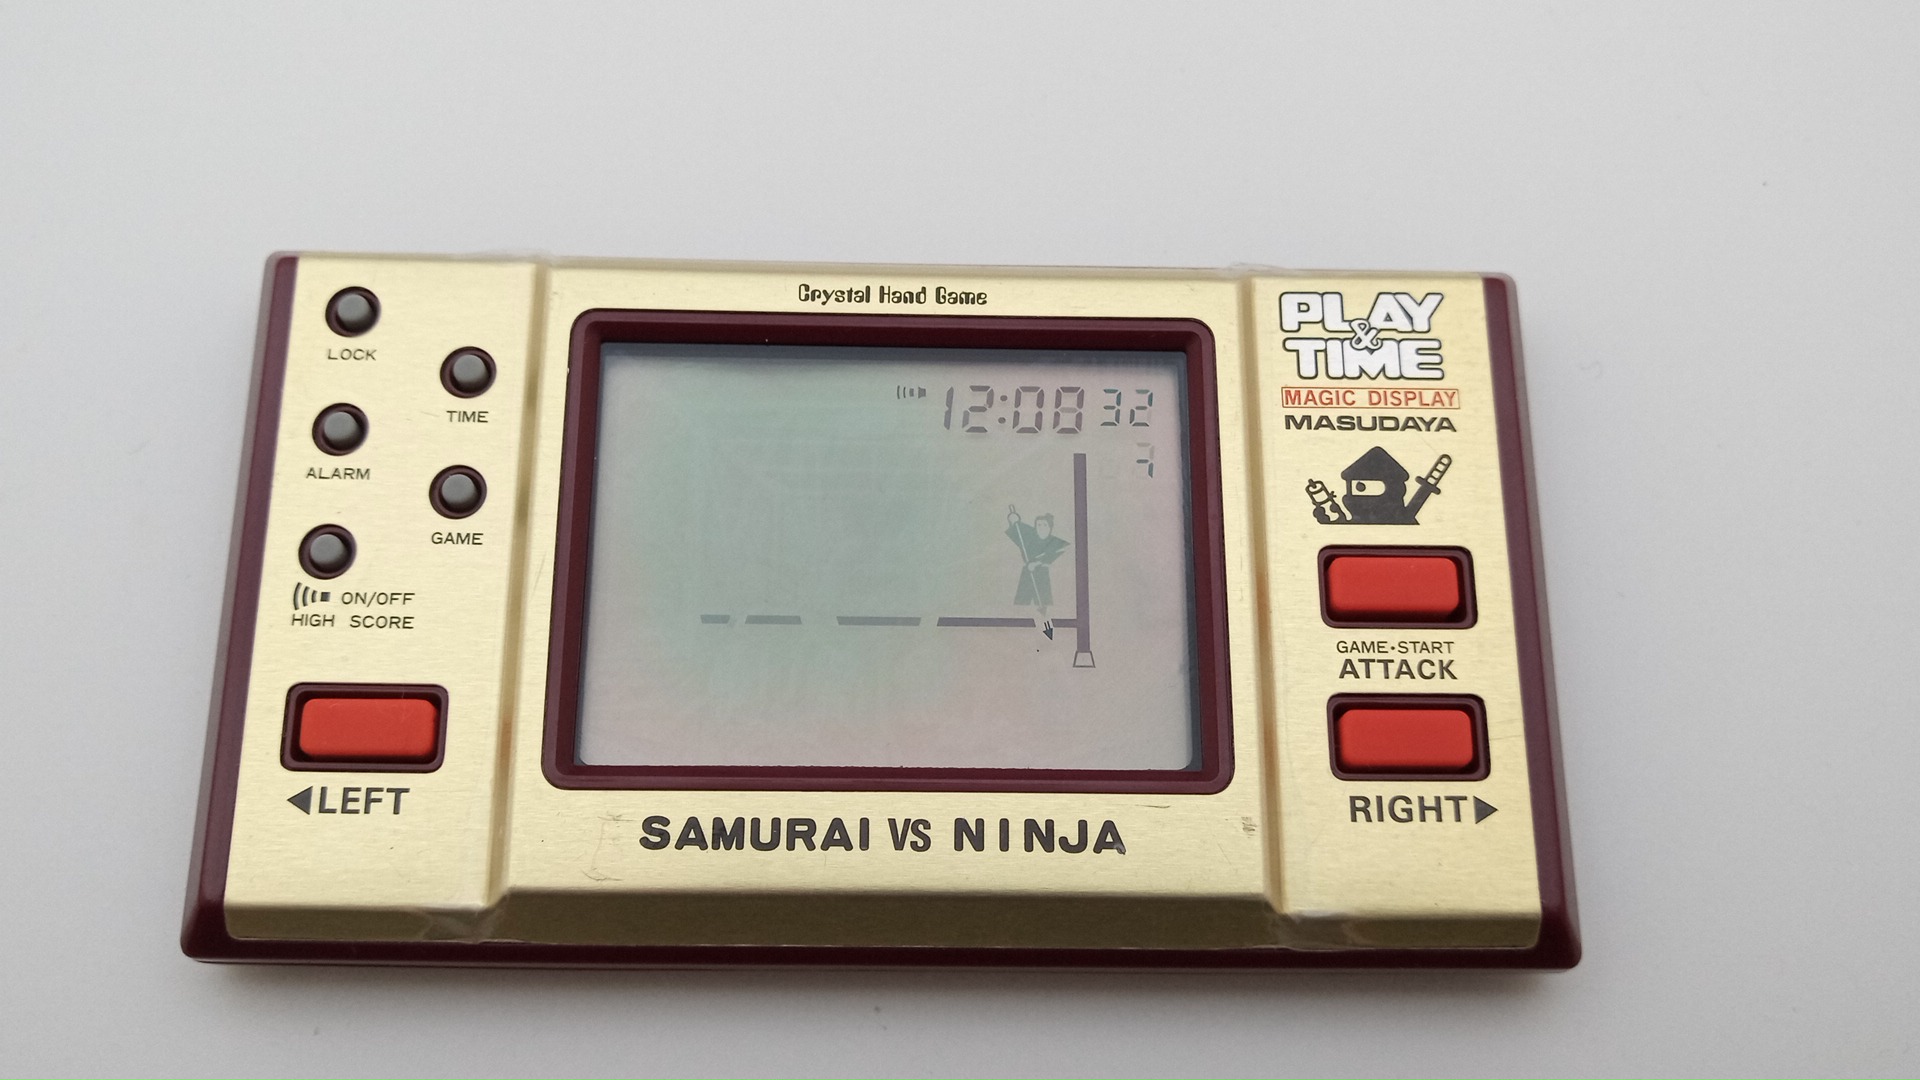 Crystal Hand Game
LOCK
TIME
ALARM
GAME
ON/OFF
HIGH SCORE
◀LEFT
12:08 32
SAMURAI VS NINJA
PLAY
&
TIME
MAGIC DISPLAY
MASUDAYA
GAME•START
ATTACK
RIGHT▶